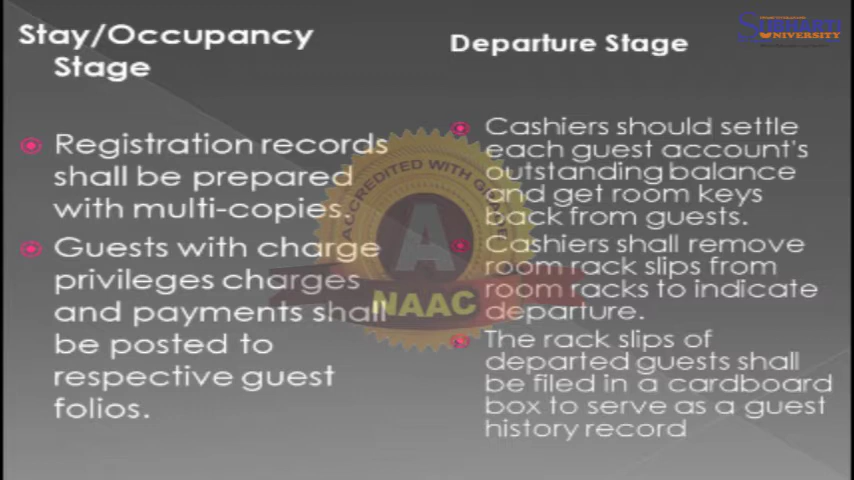 Stay/Occupancy
Stage
Registration records
shall be prepared
with multi-copies.
Guests with charge
privileges charges
and payments shall
be posted to
respective guest
folios.
Departure Stage
Cashiers should settle
each guest account's
outstanding balance
and get room keys
back from guests.
Cashiers shall remove
room rack slips from
room racks to indicate
departure.
The rack slips of
departed guests shall
be filed in a cardboard
box to serve as a guest
history record
ACCREDITED WITH GRADE
A
NAAC
UNIVERSITY